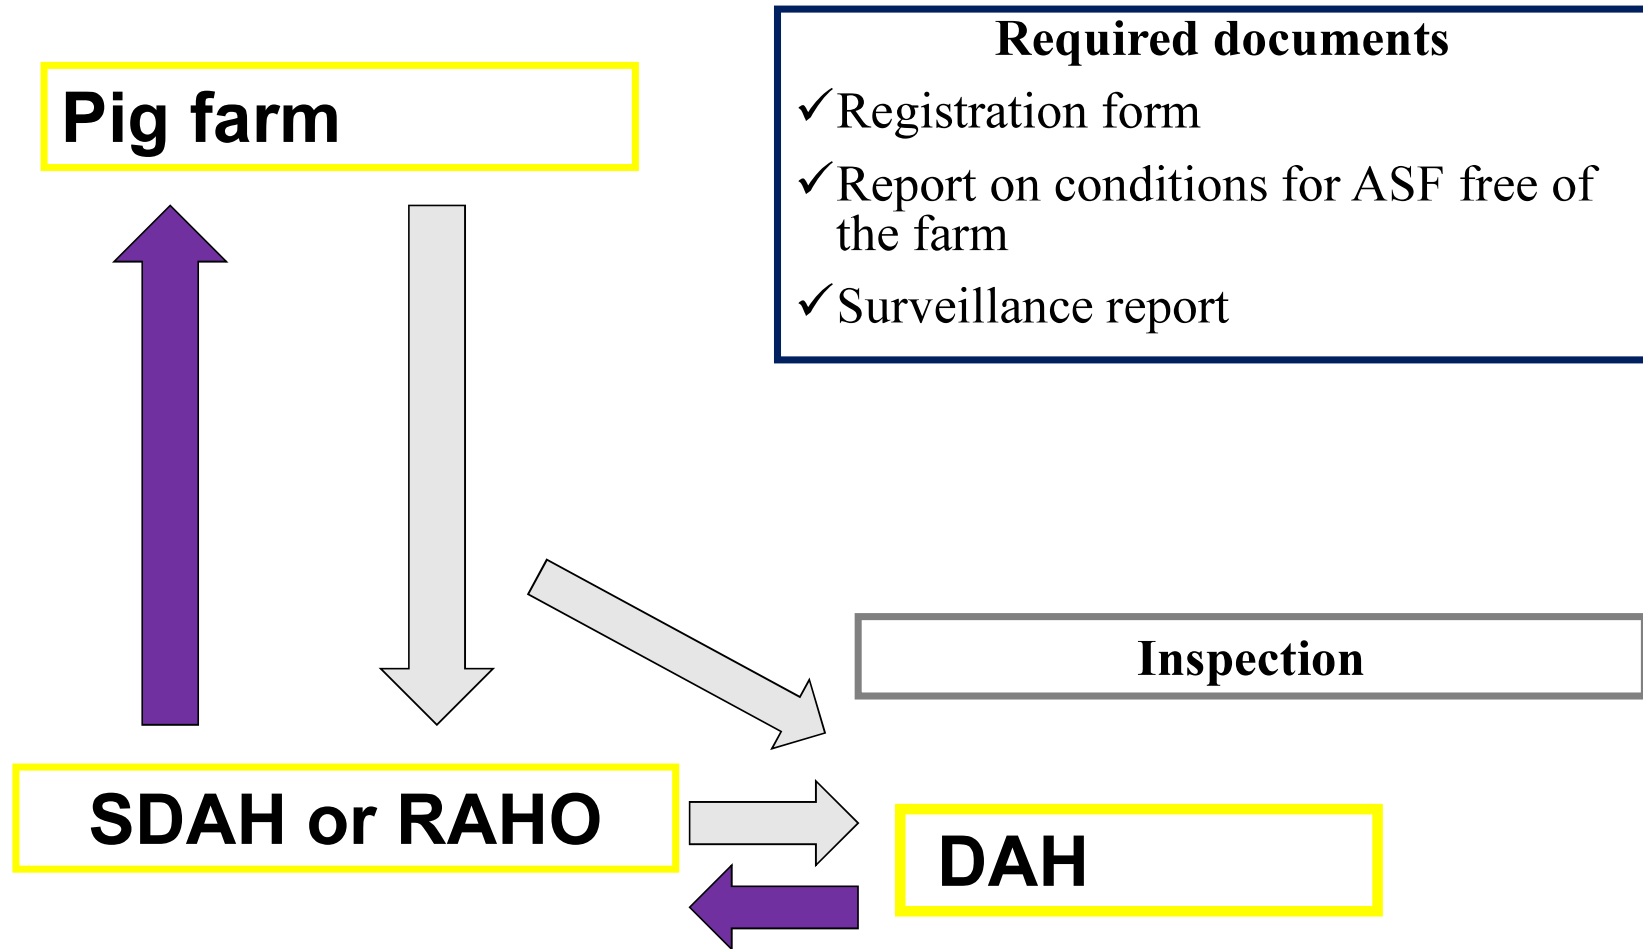 Required documents
Pig farm
✓Registration form
✓Report on conditions for ASF free of
the farm
✓Surveillance report
Inspection
SDAH or RAHO
DAH